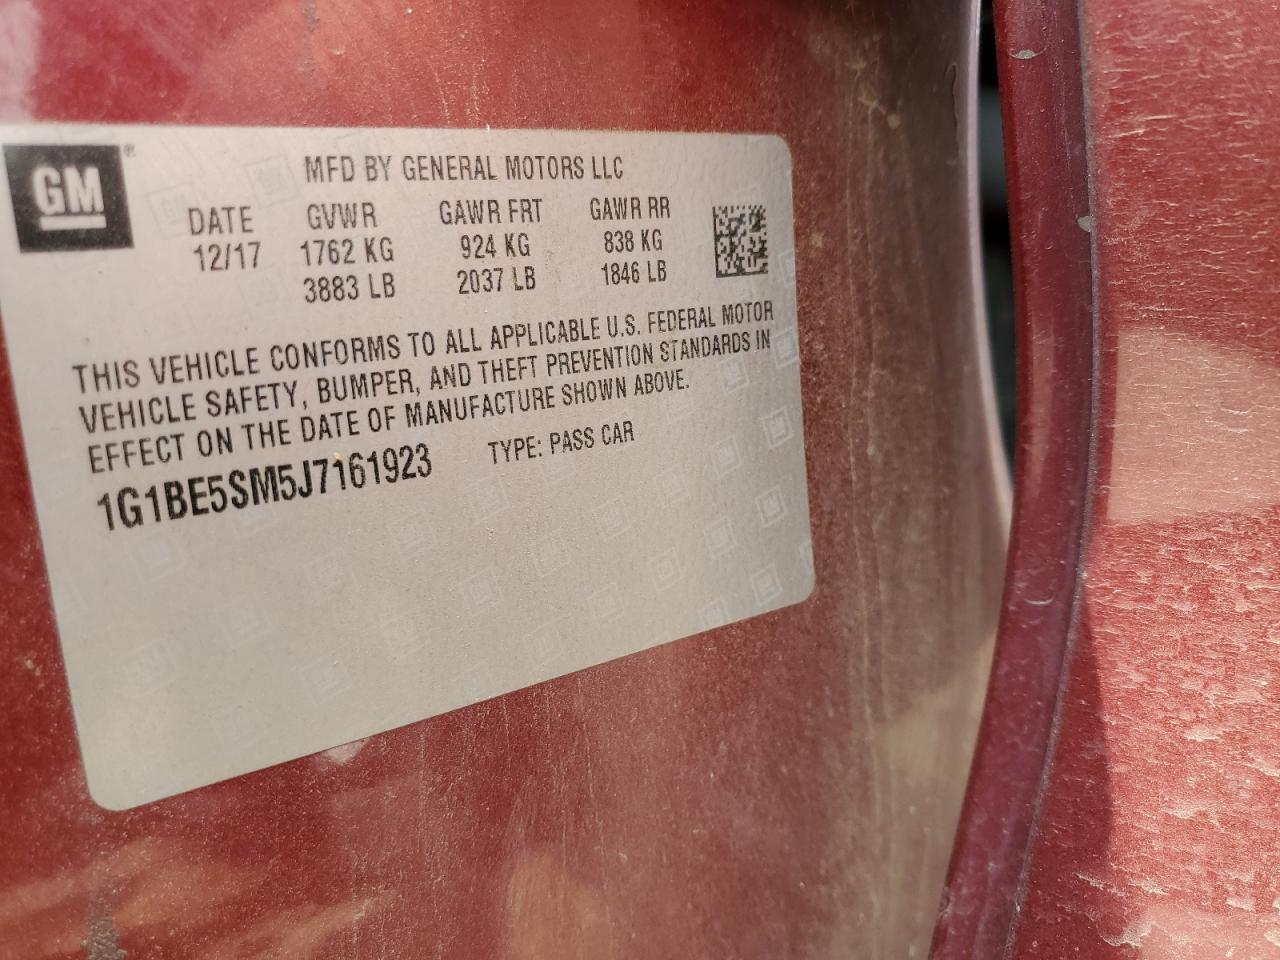 GM ®
MFD BY GENERAL MOTORS LLC
DATE GVWR GAWR FRT GAWR RR
12/17 1762 KG 924 KG 838 KG
3883 LB 2037 LB 1846 LB
THIS VEHICLE CONFORMS TO ALL APPLICABLE U.S. FEDERAL MOTOR
VEHICLE SAFETY, BUMPER, AND THEFT PREVENTION STANDARDS IN
EFFECT ON THE DATE OF MANUFACTURE SHOWN ABOVE.
1G1BE5SM5J7161923 TYPE: PASS CAR